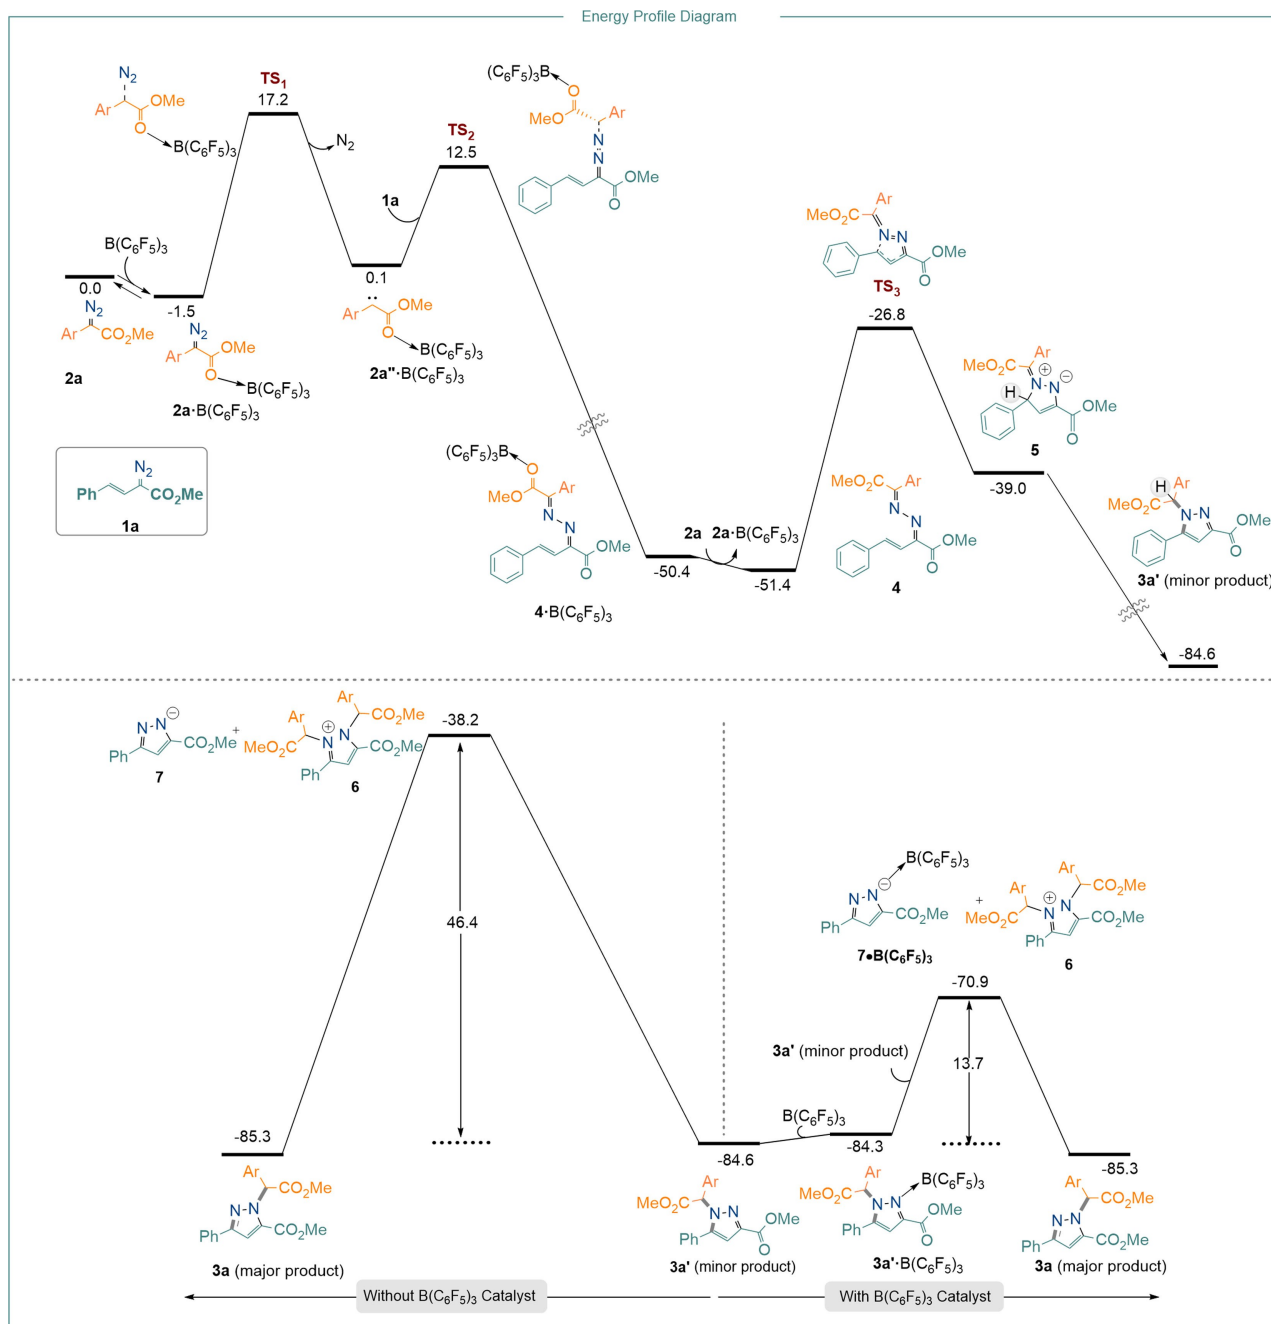 Energy Profile Diagram
N₂
Ar
OMe
O
B(C₆F₅)₃
TS₁
17.2
N₂
TS₂
12.5
(C₆F₅)₃B
O
MeO
Ar
N
N
OMe
O
1a
B(C₆F₅)₃
0.0
N₂
Ar
CO₂Me
2a
-1.5
N₂
Ar
OMe
O
B(C₆F₅)₃
2a·B(C₆F₅)₃
0.1
Ar
OMe
O
B(C₆F₅)₃
2a"·B(C₆F₅)₃
N₂
Ph
CO₂Me
1a
(C₆F₅)₃B
O
MeO
Ar
N
N
OMe
O
4·B(C₆F₅)₃
-50.4
2a
2a·B(C₆F₅)₃
-51.4
MeO₂C
Ar
N
N
OMe
O
4
MeO₂C
Ar
N
N
OMe
O
TS₃
-26.8
MeO₂C
Ar
⊕
⊖
H
N
N
OMe
O
5
-39.0
H
Ar
MeO₂C
N
N
OMe
O
3a' (minor product)
-84.6
N
N
⊖
Ph
CO₂Me
7
+
Ar
CO₂Me
Ar
⊕
N
MeO₂C
N
CO₂Me
Ph
6
-38.2
46.4
-85.3
Ar
CO₂Me
N
N
Ph
CO₂Me
3a (major product)
-84.6
Ar
MeO₂C
N
N
Ph
OMe
O
3a' (minor product)
B(C₆F₅)₃
-84.3
Ar
B(C₆F₅)₃
MeO₂C
N
N
Ph
OMe
O
3a'·B(C₆F₅)₃
3a' (minor product)
B(C₆F₅)₃
⊖
N
N
Ph
CO₂Me
7•B(C₆F₅)₃
+
Ar
CO₂Me
Ar
⊕
N
MeO₂C
N
CO₂Me
Ph
6
-70.9
13.7
-85.3
Ar
CO₂Me
N
N
Ph
CO₂Me
3a (major product)
Without B(C₆F₅)₃ Catalyst
With B(C₆F₅)₃ Catalyst